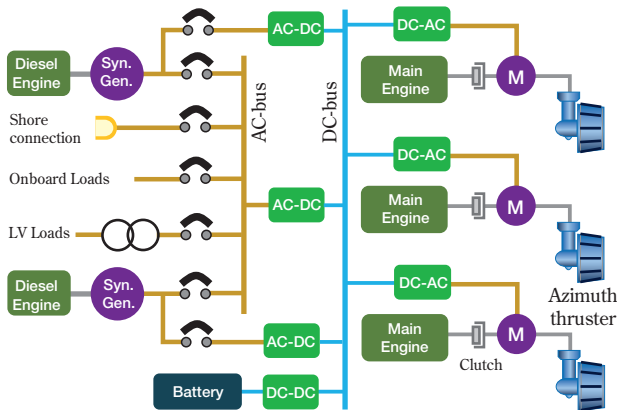 AC-DC
DC-AC
Diesel
Engine
Syn.
Gen.
Main
Engine
M
AC-bus
DC-bus
Shore
connection
DC-AC
Onboard Loads
AC-DC
Main
Engine
M
LV Loads
Diesel
Engine
Syn.
Gen.
DC-AC
Azimuth
thruster
Main
Engine
M
AC-DC
Clutch
Battery
DC-DC